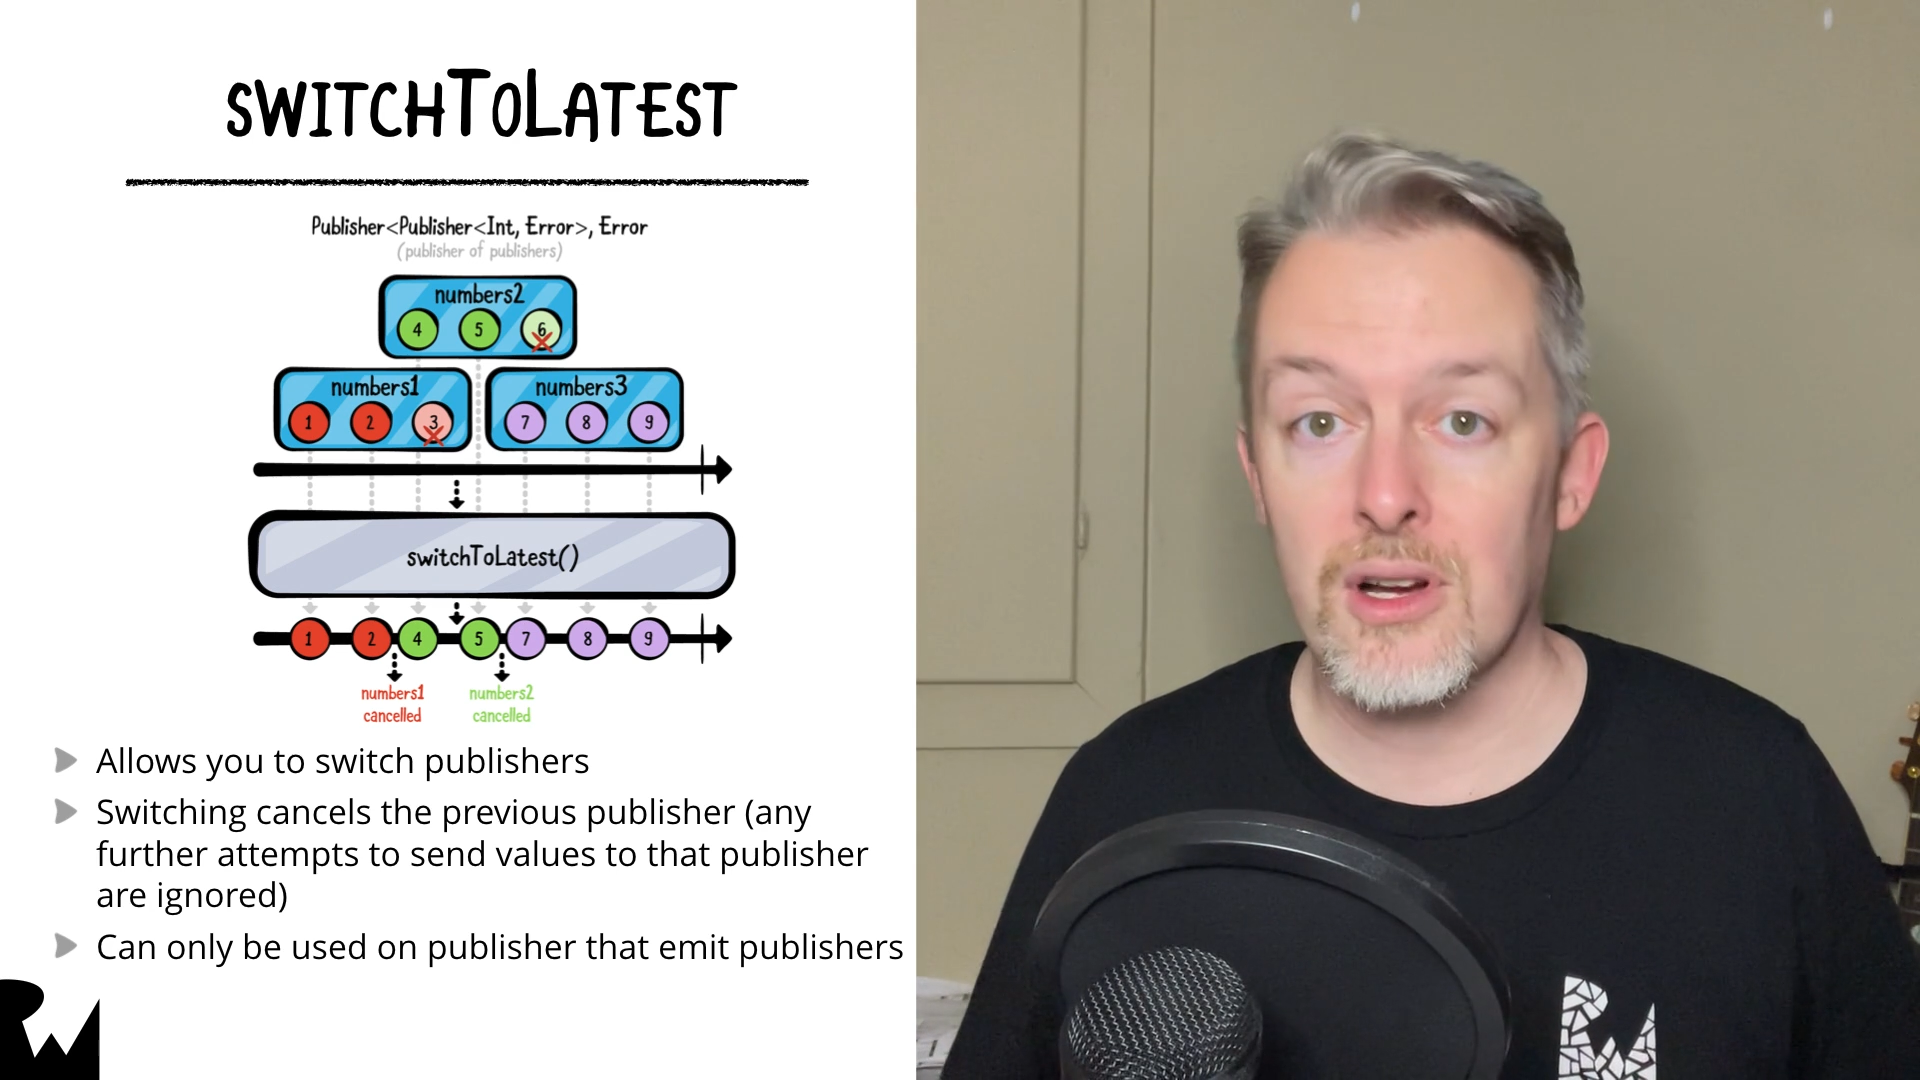 switchToLatest
Publisher<Publisher<Int, Error>, Error
(publisher of publishers)
numbers2
4 5 6
numbers1 numbers3
1 2 3 7 8 9
switchToLatest()
1 2 4 5 7 8 9
numbers1 numbers2
cancelled cancelled
Allows you to switch publishers
Switching cancels the previous publisher (any
further attempts to send values to that publisher
are ignored)
Can only be used on publisher that emit publishers
RW
RW